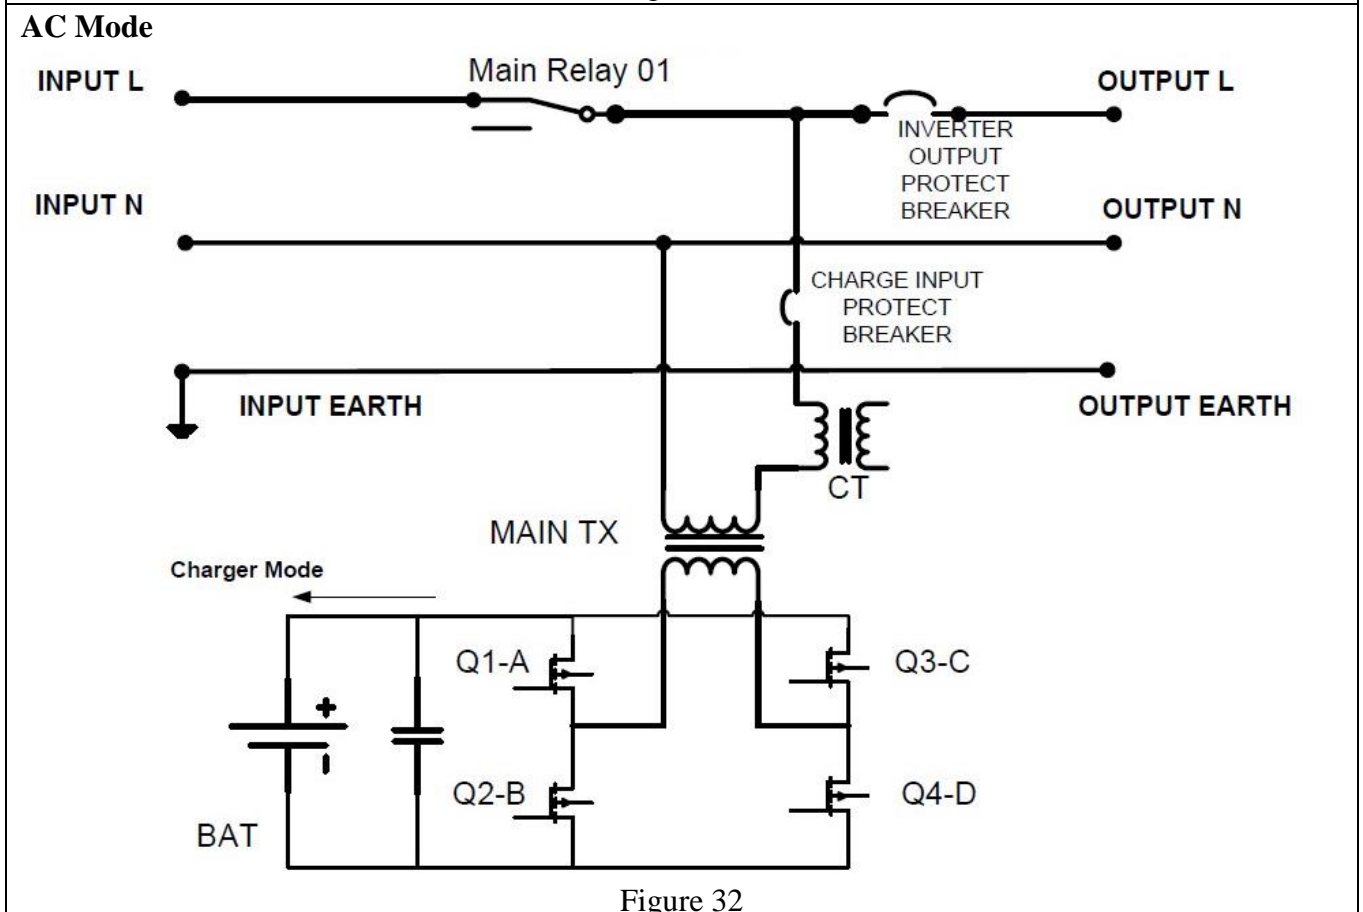 AC Mode
INPUT L
Main Relay 01
OUTPUT L
INVERTER
OUTPUT
PROTECT
BREAKER
INPUT N
OUTPUT N
CHARGE INPUT
PROTECT
BREAKER
INPUT EARTH
OUTPUT EARTH
CT
MAIN TX
Charger Mode
Q1-A
Q3-C
+
-
Q2-B
Q4-D
BAT
Figure 32